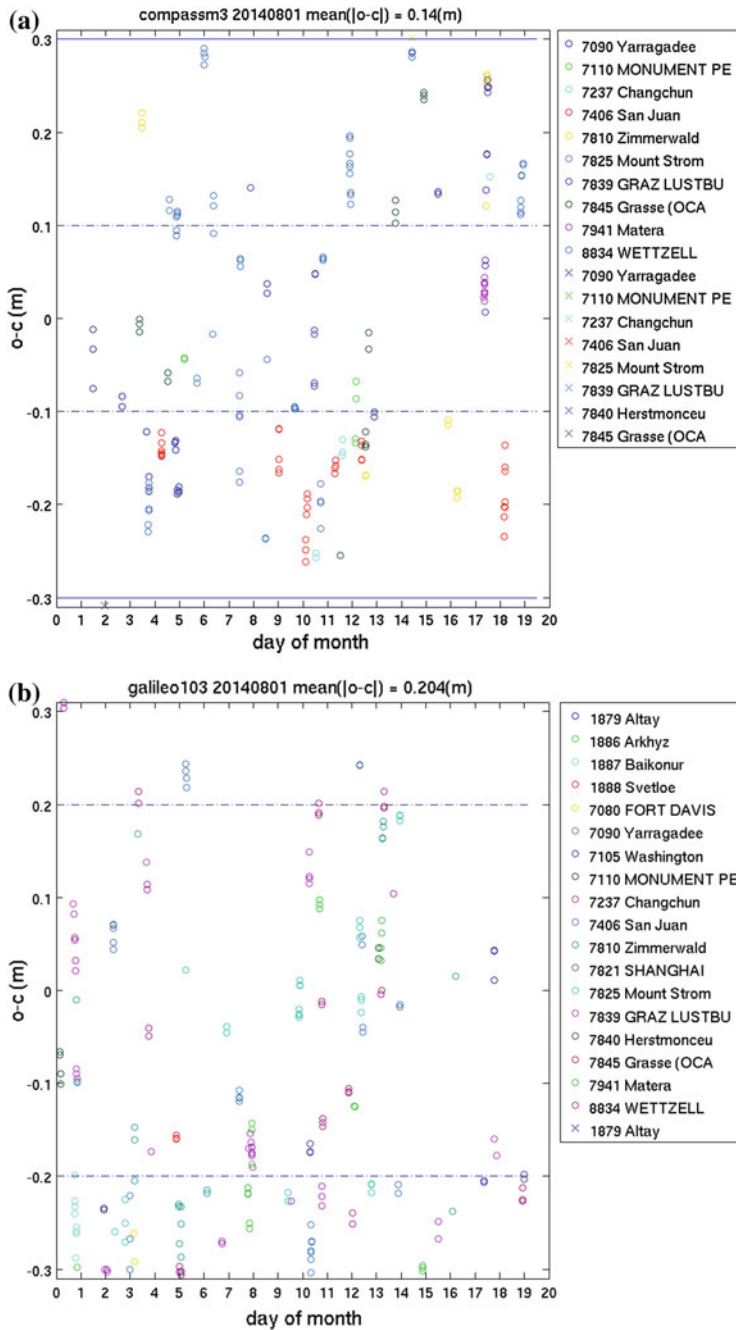 (a)
compassm3 20140801 mean(|o-c|) = 0.14(m)
0.3
0.2
0.1
0
-0.1
-0.2
-0.3
o-c (m)
0 1 2 3 4 5 6 7 8 9 10 11 12 13 14 15 16 17 18 19 20
day of month
7090 Yarragadee
7110 MONUMENT PE
7237 Changchun
7406 San Juan
7810 Zimmerwald
7825 Mount Strom
7839 GRAZ LUSTBU
7845 Grasse (OCA
7941 Matera
8834 WETTZELL
7090 Yarragadee
7110 MONUMENT PE
7237 Changchun
7406 San Juan
7825 Mount Strom
7839 GRAZ LUSTBU
7840 Herstmonceu
7845 Grasse (OCA
(b)
galileo103 20140801 mean(|o-c|) = 0.204(m)
0.3
0.2
0.1
0
-0.1
-0.2
-0.3
o-c (m)
0 1 2 3 4 5 6 7 8 9 10 11 12 13 14 15 16 17 18 19 20
day of month
1879 Altay
1886 Arkhyz
1887 Baikonur
1888 Svetloe
7080 FORT DAVIS
7090 Yarragadee
7105 Washington
7110 MONUMENT PE
7237 Changchun
7406 San Juan
7810 Zimmerwald
7821 SHANGHAI
7825 Mount Strom
7839 GRAZ LUSTBU
7840 Herstmonceu
7845 Grasse (OCA
7941 Matera
8834 WETTZELL
1879 Altay